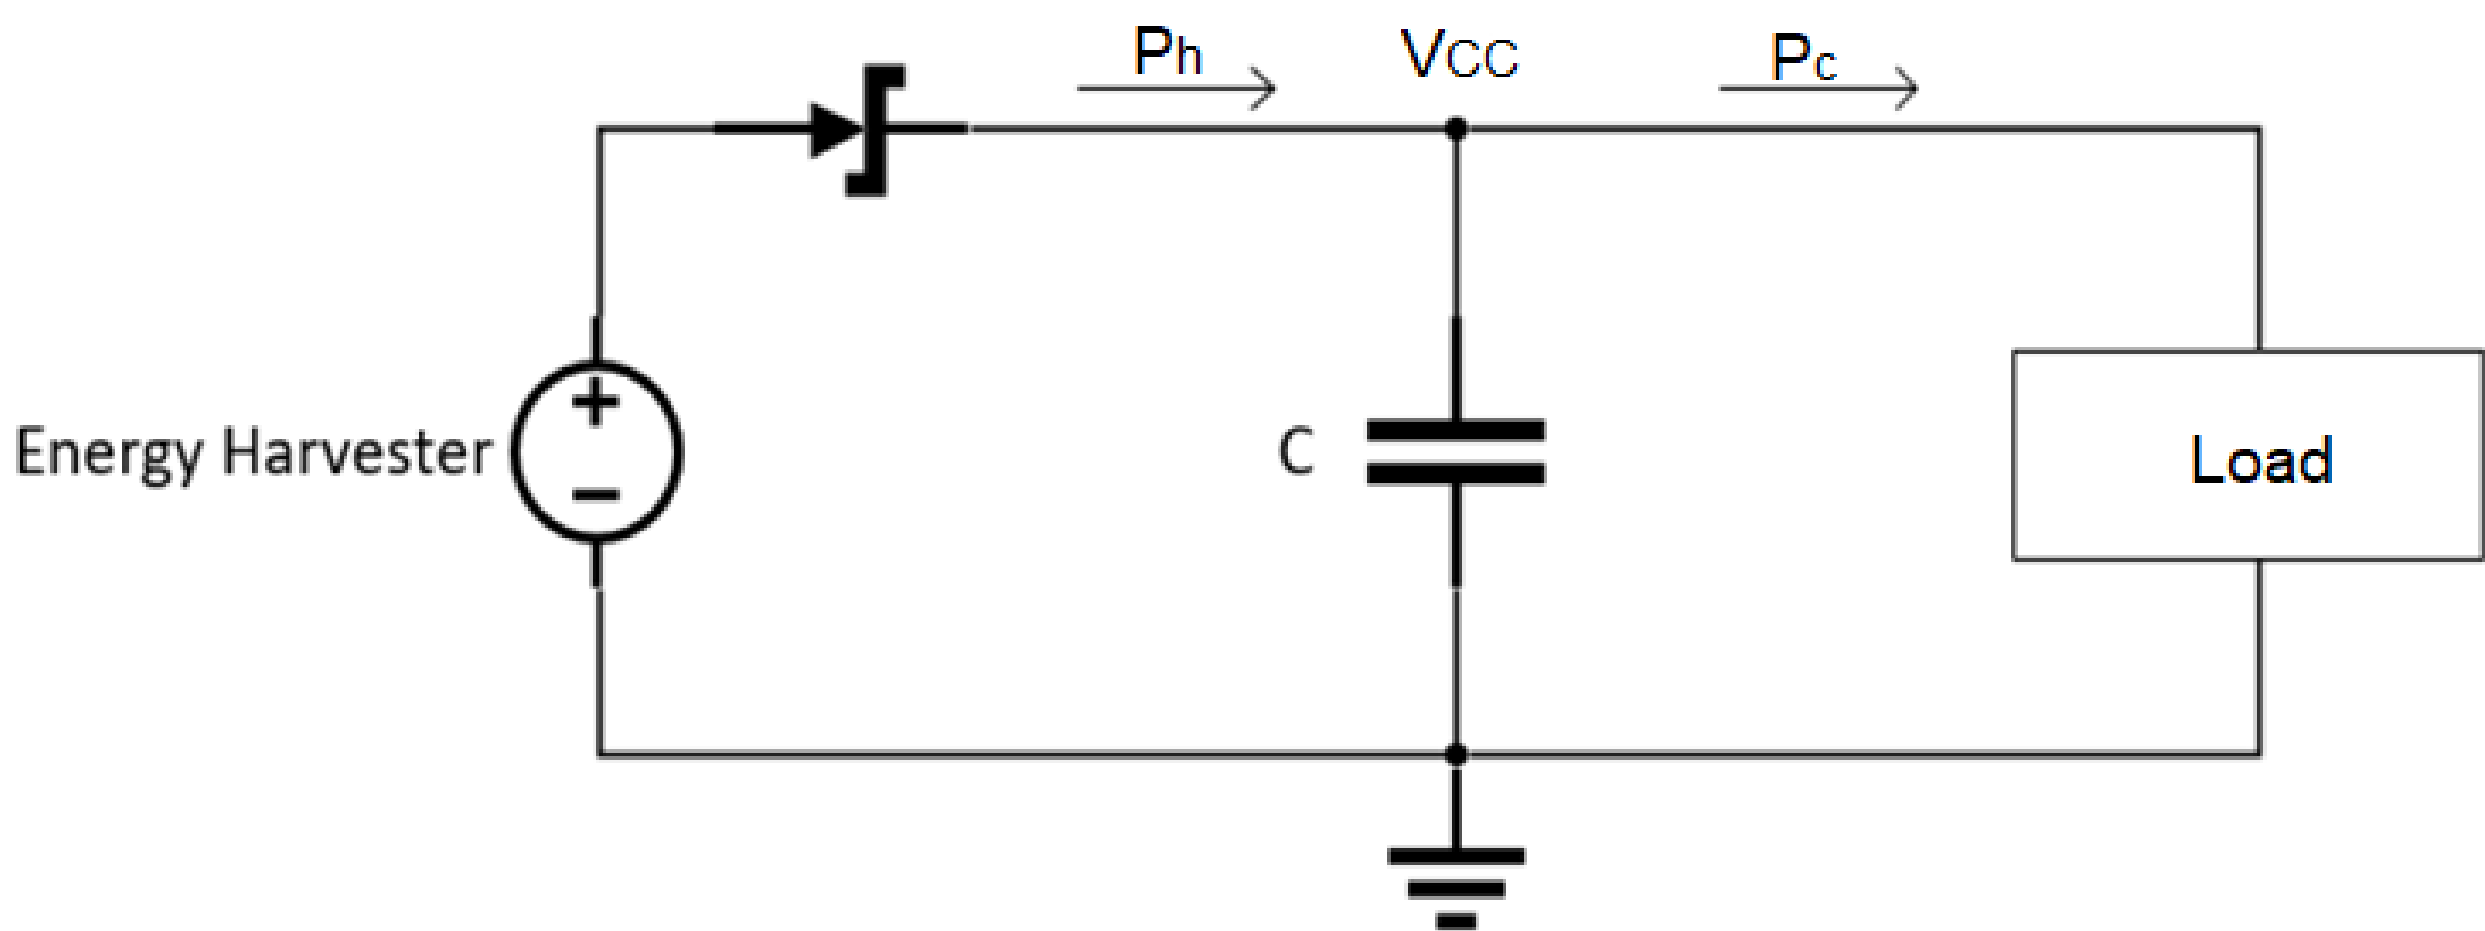 Ph
VCC
Pc
Energy Harvester
+
−
C
Load